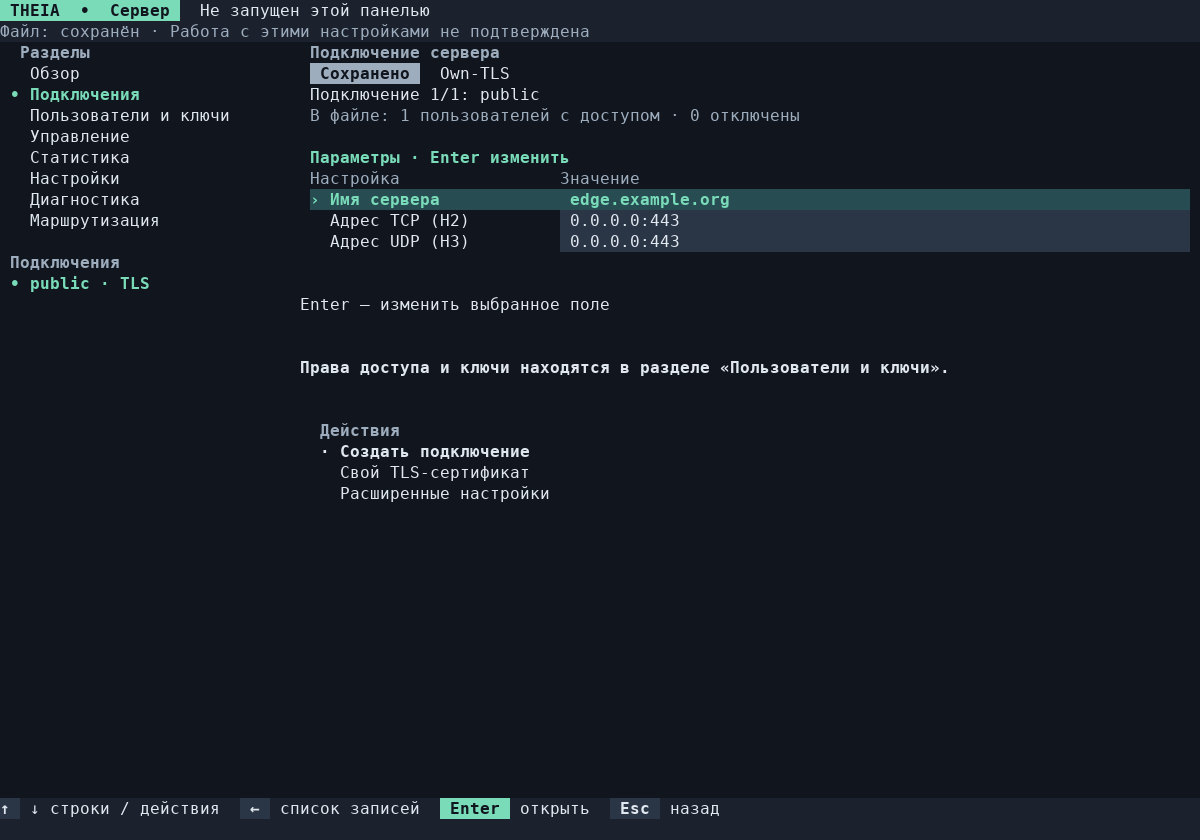 THEIA • Сервер Не запущен этой панелью
Файл: сохранён · Работа с этими настройками не подтверждена
Разделы
Обзор
• Подключения
Пользователи и ключи
Управление
Статистика
Настройки
Диагностика
Маршрутизация
Подключения
• public · TLS
Подключение сервера
Сохранено Own-TLS
Подключение 1/1: public
В файле: 1 пользователей с доступом · 0 отключены
Параметры · Enter изменить
Настройка Значение
› Имя сервера edge.example.org
Адрес TCP (H2) 0.0.0.0:443
Адрес UDP (H3) 0.0.0.0:443
Enter — изменить выбранное поле
Права доступа и ключи находятся в разделе «Пользователи и ключи».
Действия
· Создать подключение
Свой TLS-сертификат
Расширенные настройки
↑ ↓ строки / действия ← список записей Enter открыть Esc назад